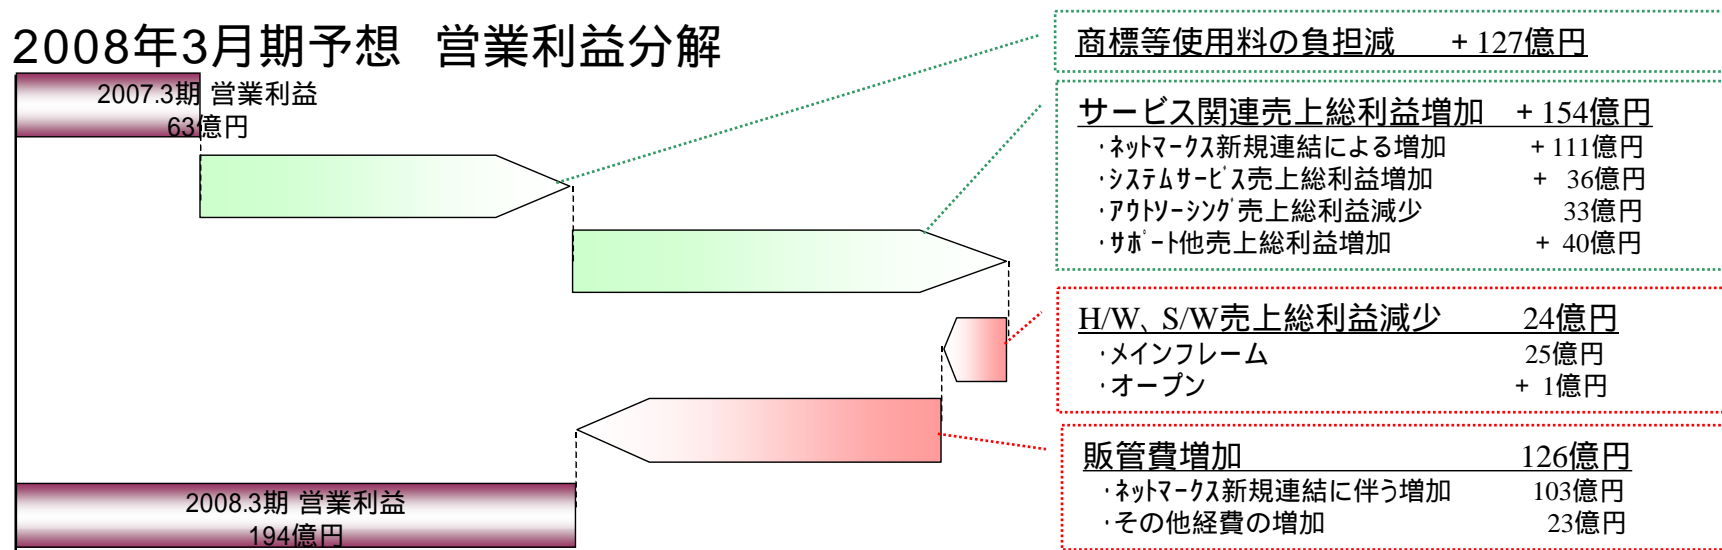 2008年3月期予想 営業利益分解
2007.3期 営業利益
63億円
2008.3期 営業利益
194億円
商標等使用料の負担減 + 127億円
サービス関連売上総利益増加 + 154億円
・ネットマークス新規連結による増加 + 111億円
・システムサービス売上総利益増加 + 36億円
・アウトソーシング売上総利益減少 33億円
・サポート他売上総利益増加 + 40億円
H/W、S/W売上総利益減少 24億円
・メインフレーム 25億円
・オープン + 1億円
販管費増加 126億円
・ネットマークス新規連結に伴う増加 103億円
・その他経費の増加 23億円